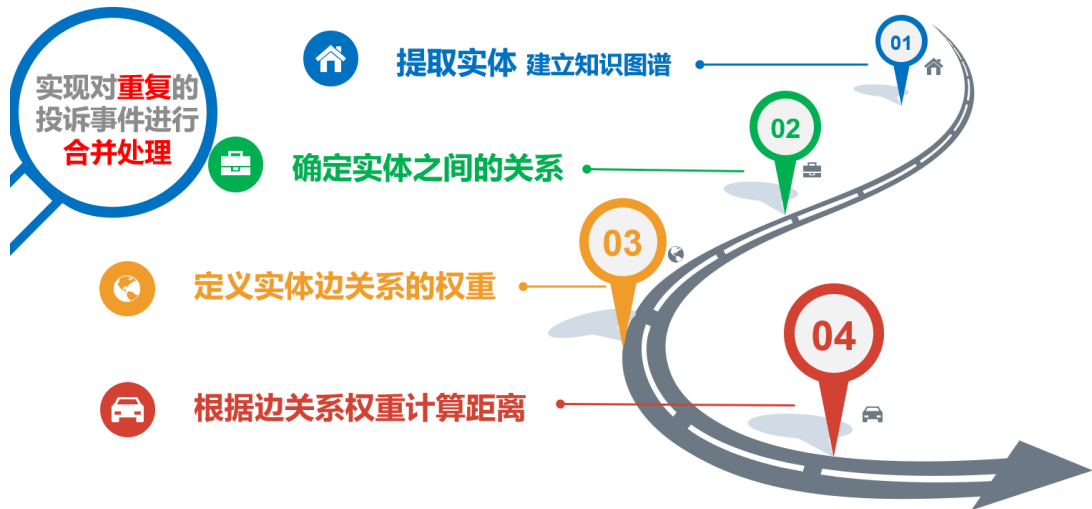 实现对重复的
投诉事件进行
合并处理
提取实体 建立知识图谱
01
确定实体之间的关系
02
定义实体边关系的权重
03
根据边关系权重计算距离
04